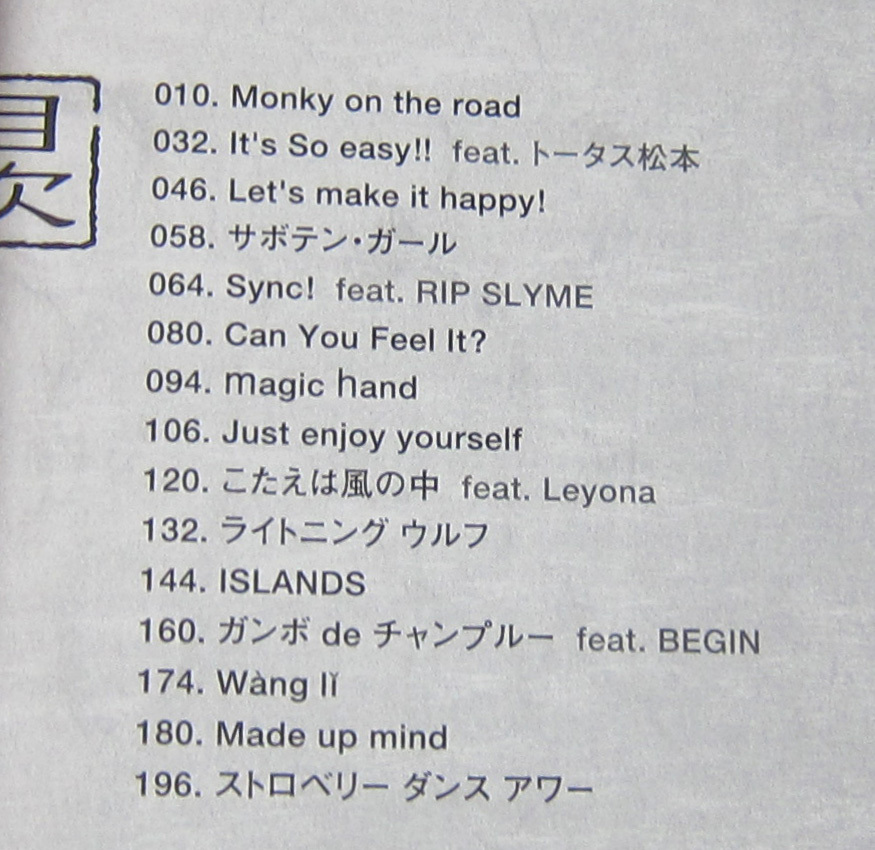 010. Monky on the road
032. It's So easy!! feat. トータス松本
046. Let's make it happy!
058. サボテン・ガール
064. Sync! feat. RIP SLYME
080. Can You Feel It?
094. magic hand
106. Just enjoy yourself
120. こたえは風の中 feat. Leyona
132. ライトニング ウルフ
144. ISLANDS
160. ガンボ de チャンプルー feat. BEGIN
174. Wàng lǐ
180. Made up mind
196. ストロベリー ダンス アワー